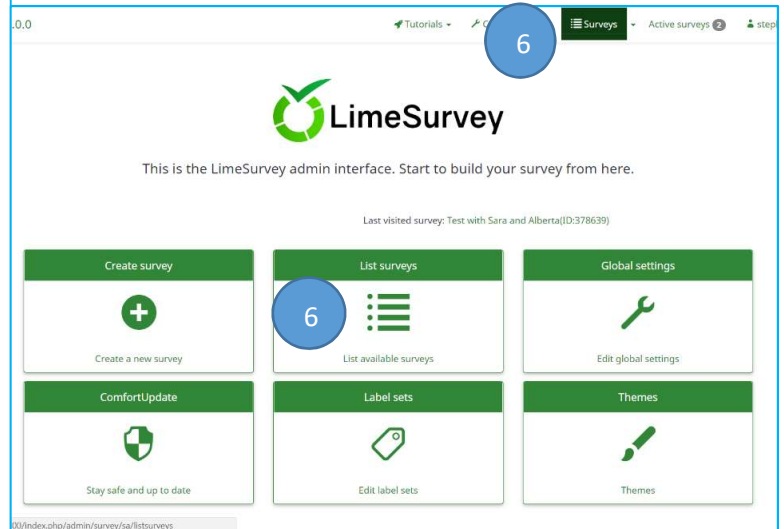 .0.0 Tutorials C 6 Surveys Active surveys 2 step
LimeSurvey
This is the LimeSurvey admin interface. Start to build your survey from here.
Last visited survey: Test with Sara and Alberta(ID:378639)
Create survey List surveys Global settings
6
Create a new survey List available surveys Edit global settings
ComfortUpdate Label sets Themes
Stay safe and up to date Edit label sets Themes
00/index.php/admin/survey/sa/listsurveys